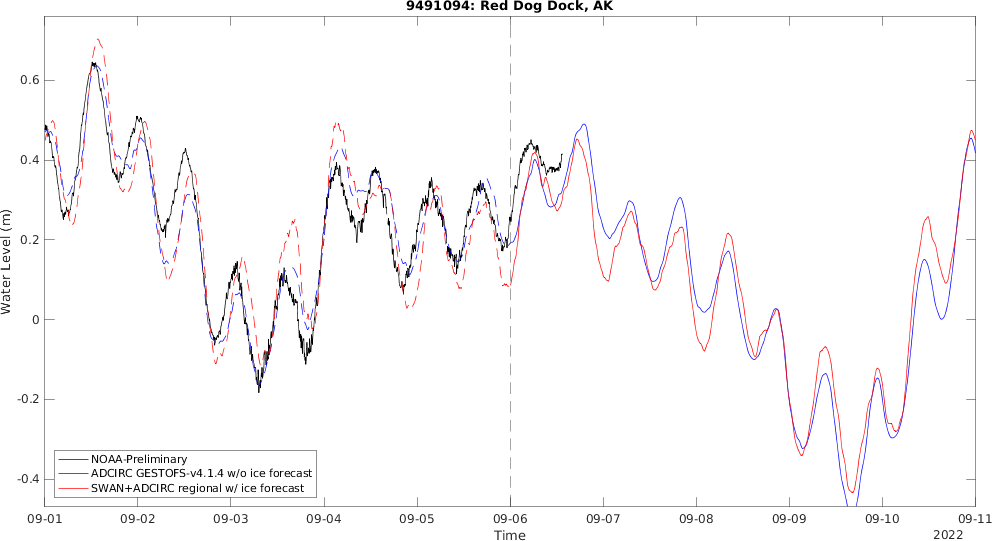 9491094: Red Dog Dock, AK
Water Level (m)
0.6
0.4
0.2
0
-0.2
-0.4
NOAA-Preliminary
ADCIRC GESTOFS-v4.1.4 w/o ice forecast
SWAN+ADCIRC regional w/ ice forecast
09-01 09-02 09-03 09-04 09-05 09-06 09-07 09-08 09-09 09-10 09-11
Time
2022